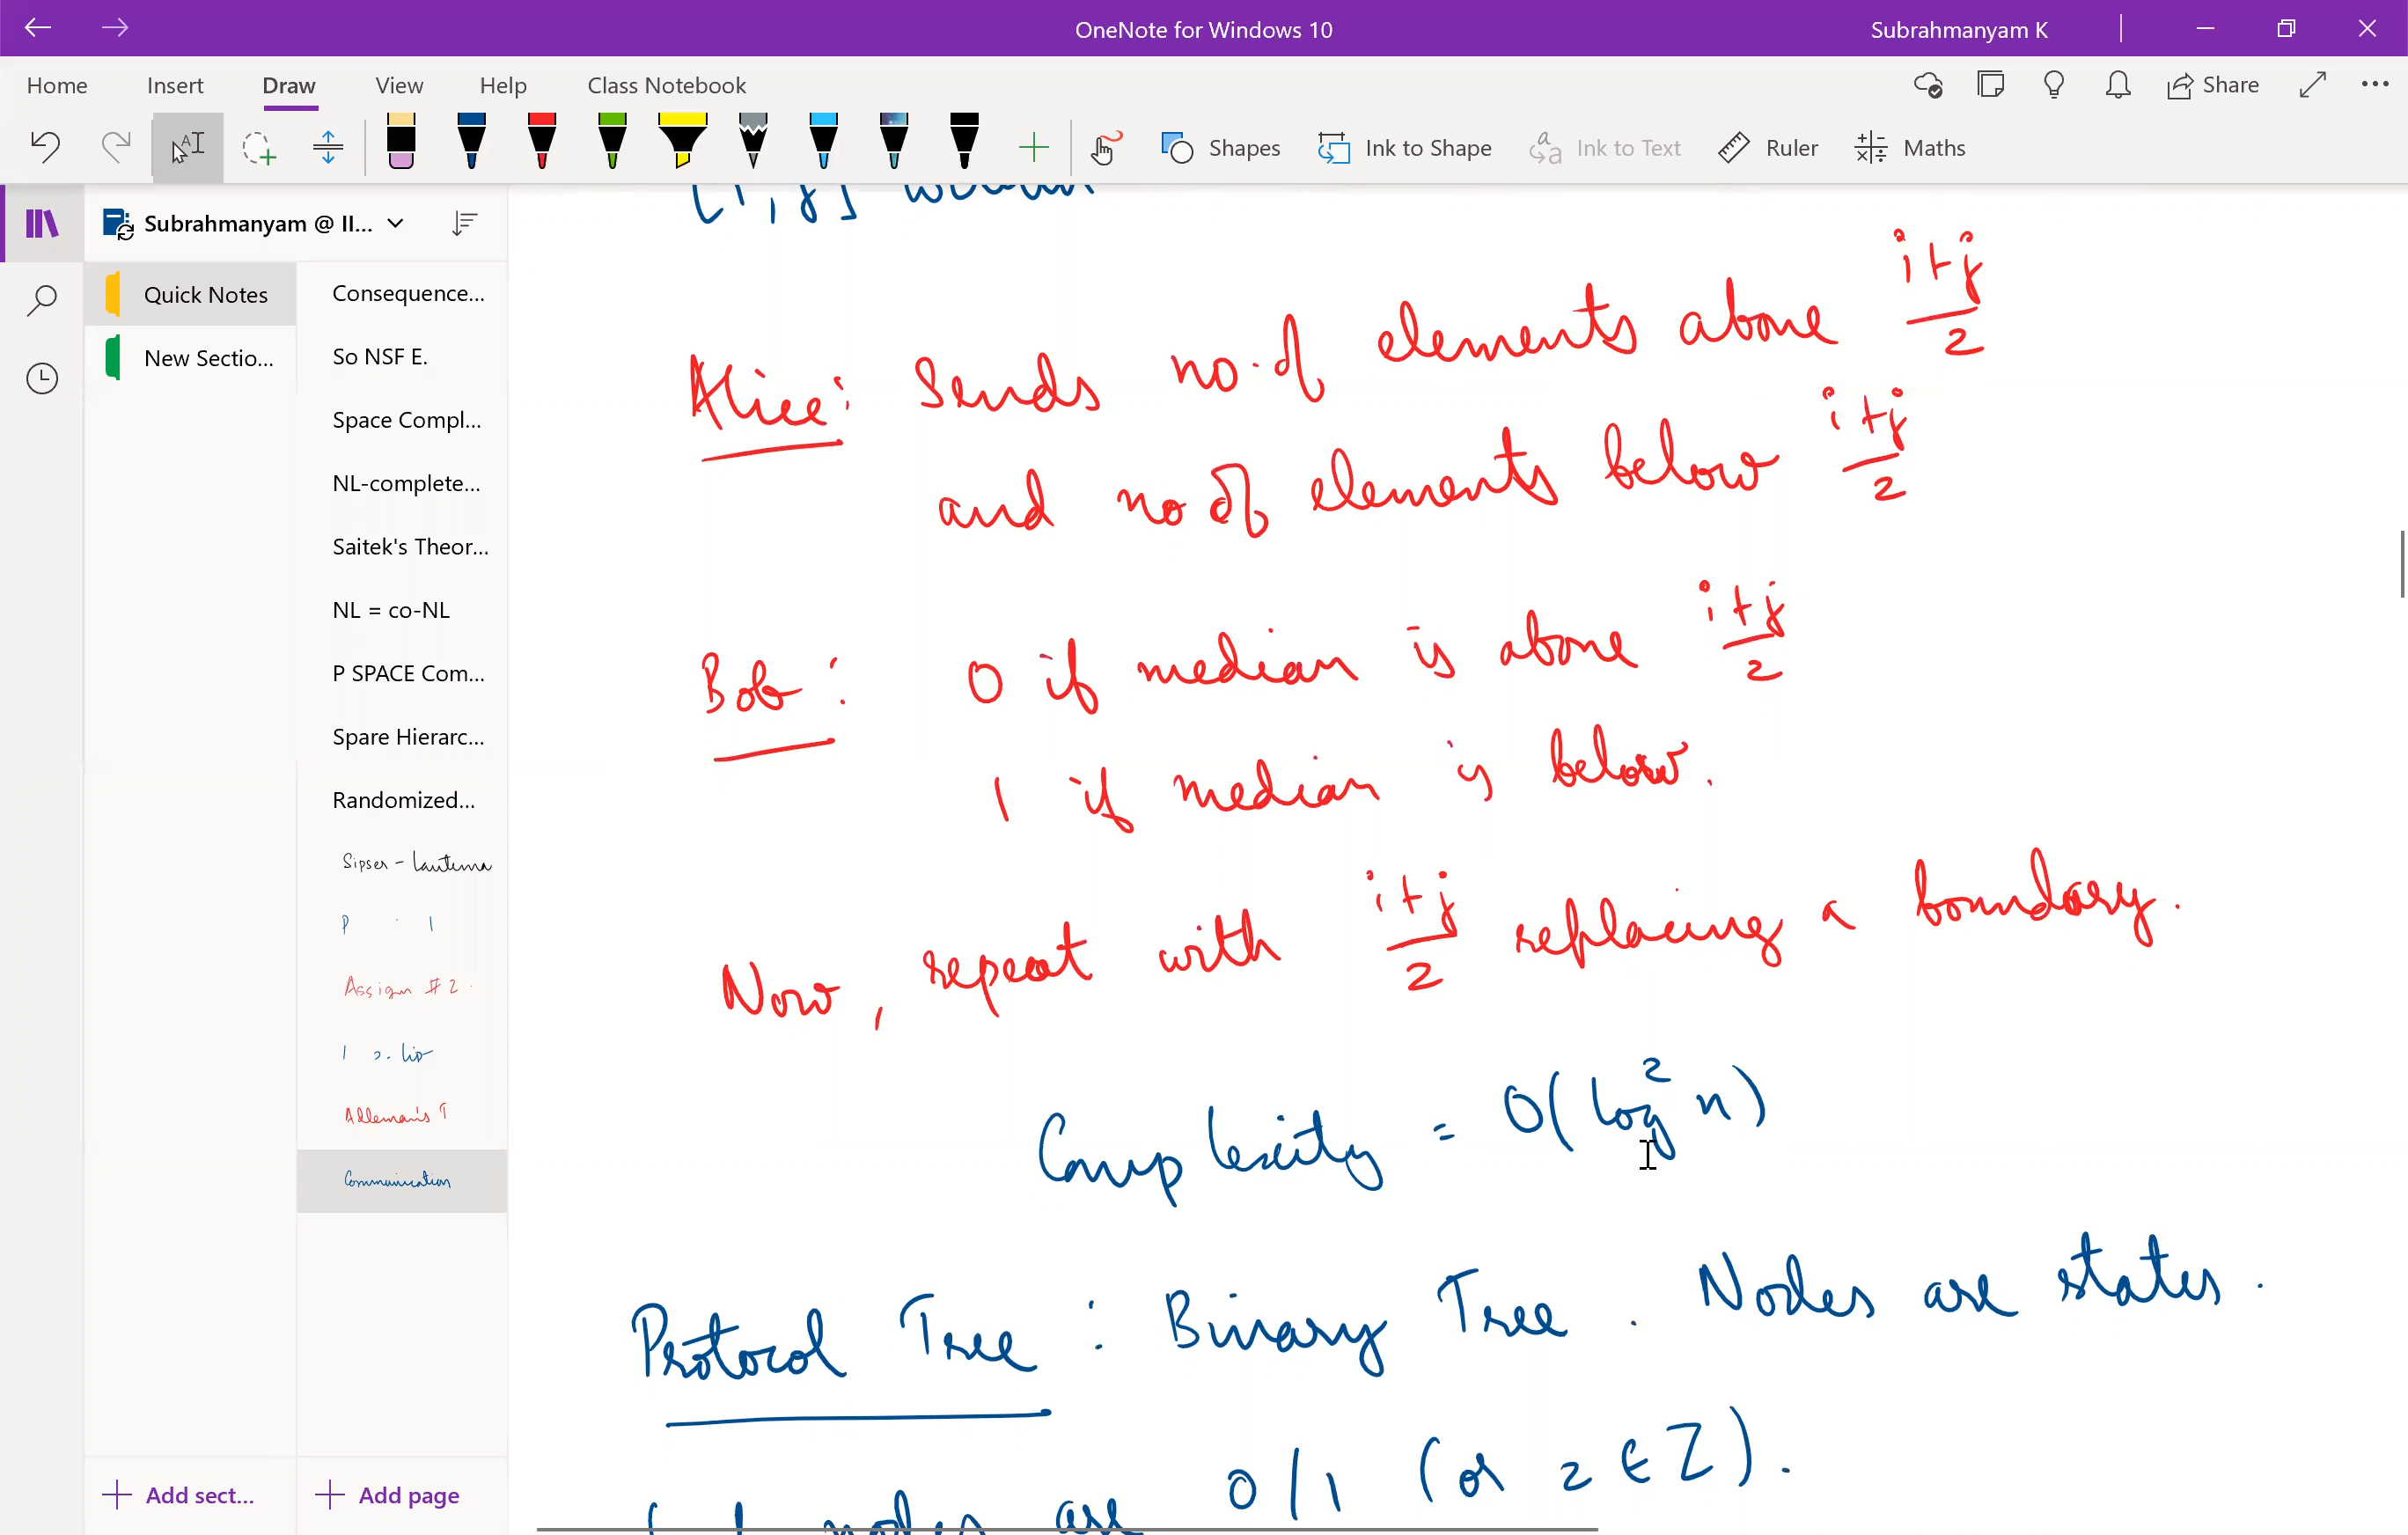 OneNote for Windows 10
Subrahmanyam K
Home Insert Draw View Help Class Notebook
Share
Shapes Ink to Shape Ink to Text Ruler Maths
Subrahmanyam @ II...
Quick Notes
New Sectio...
Consequence...
So NSF E.
Space Compl...
NL-complete...
Saitek's Theor...
NL = co-NL
P SPACE Com...
Spare Hierarc...
Randomized...
Sipser - Lautema
Assign # 2
Adleman's T
Communication
Add sect...
Add page
Alice: Sends no. of elements above i+j/2
and no of elements below i+j/2
Bob: 0 if median is above i+j/2
1 if median is below.
Now, repeat with i+j/2 replacing a boundary.
Complexity = O(log² n)
Protocol Tree : Binary Tree . Nodes are states.
nodes are 0/1 (or z ∈ Z).